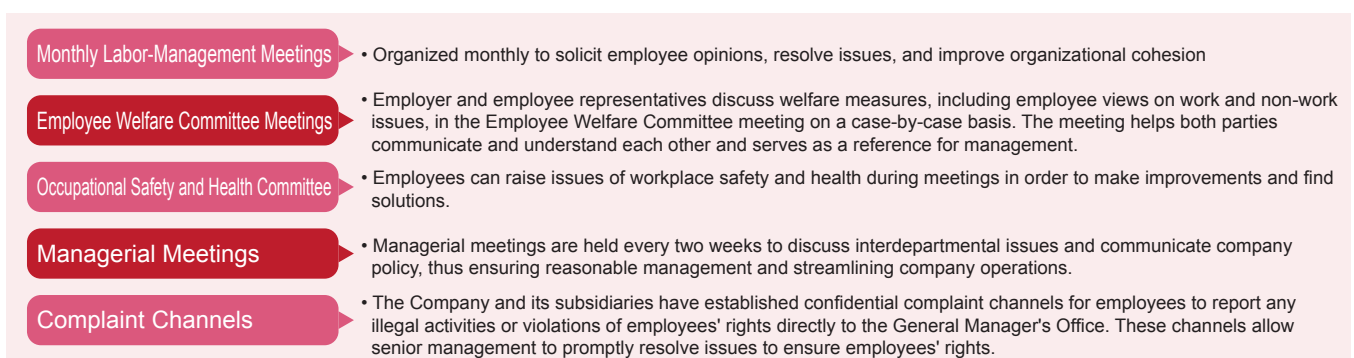 Monthly Labor-Management Meetings
• Organized monthly to solicit employee opinions, resolve issues, and improve organizational cohesion
Employee Welfare Committee Meetings
• Employer and employee representatives discuss welfare measures, including employee views on work and non-work
issues, in the Employee Welfare Committee meeting on a case-by-case basis. The meeting helps both parties
communicate and understand each other and serves as a reference for management.
Occupational Safety and Health Committee
• Employees can raise issues of workplace safety and health during meetings in order to make improvements and find
solutions.
Managerial Meetings
• Managerial meetings are held every two weeks to discuss interdepartmental issues and communicate company
policy, thus ensuring reasonable management and streamlining company operations.
Complaint Channels
• The Company and its subsidiaries have established confidential complaint channels for employees to report any
illegal activities or violations of employees' rights directly to the General Manager's Office. These channels allow
senior management to promptly resolve issues to ensure employees' rights.